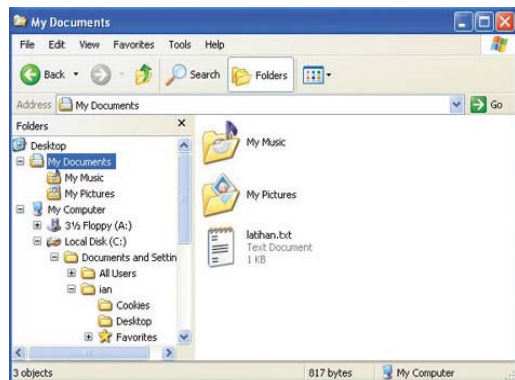 My Documents
File Edit View Favorites Tools Help
Back Search Folders
Address My Documents Go
Folders
Desktop
My Documents
My Music
My Pictures
My Computer
3½ Floppy (A:)
Local Disk (C:)
Documents and Settin
All Users
ian
Cookies
Desktop
Favorites
My Music
My Pictures
latihan.txt
Text Document
1 KB
3 objects 817 bytes My Computer